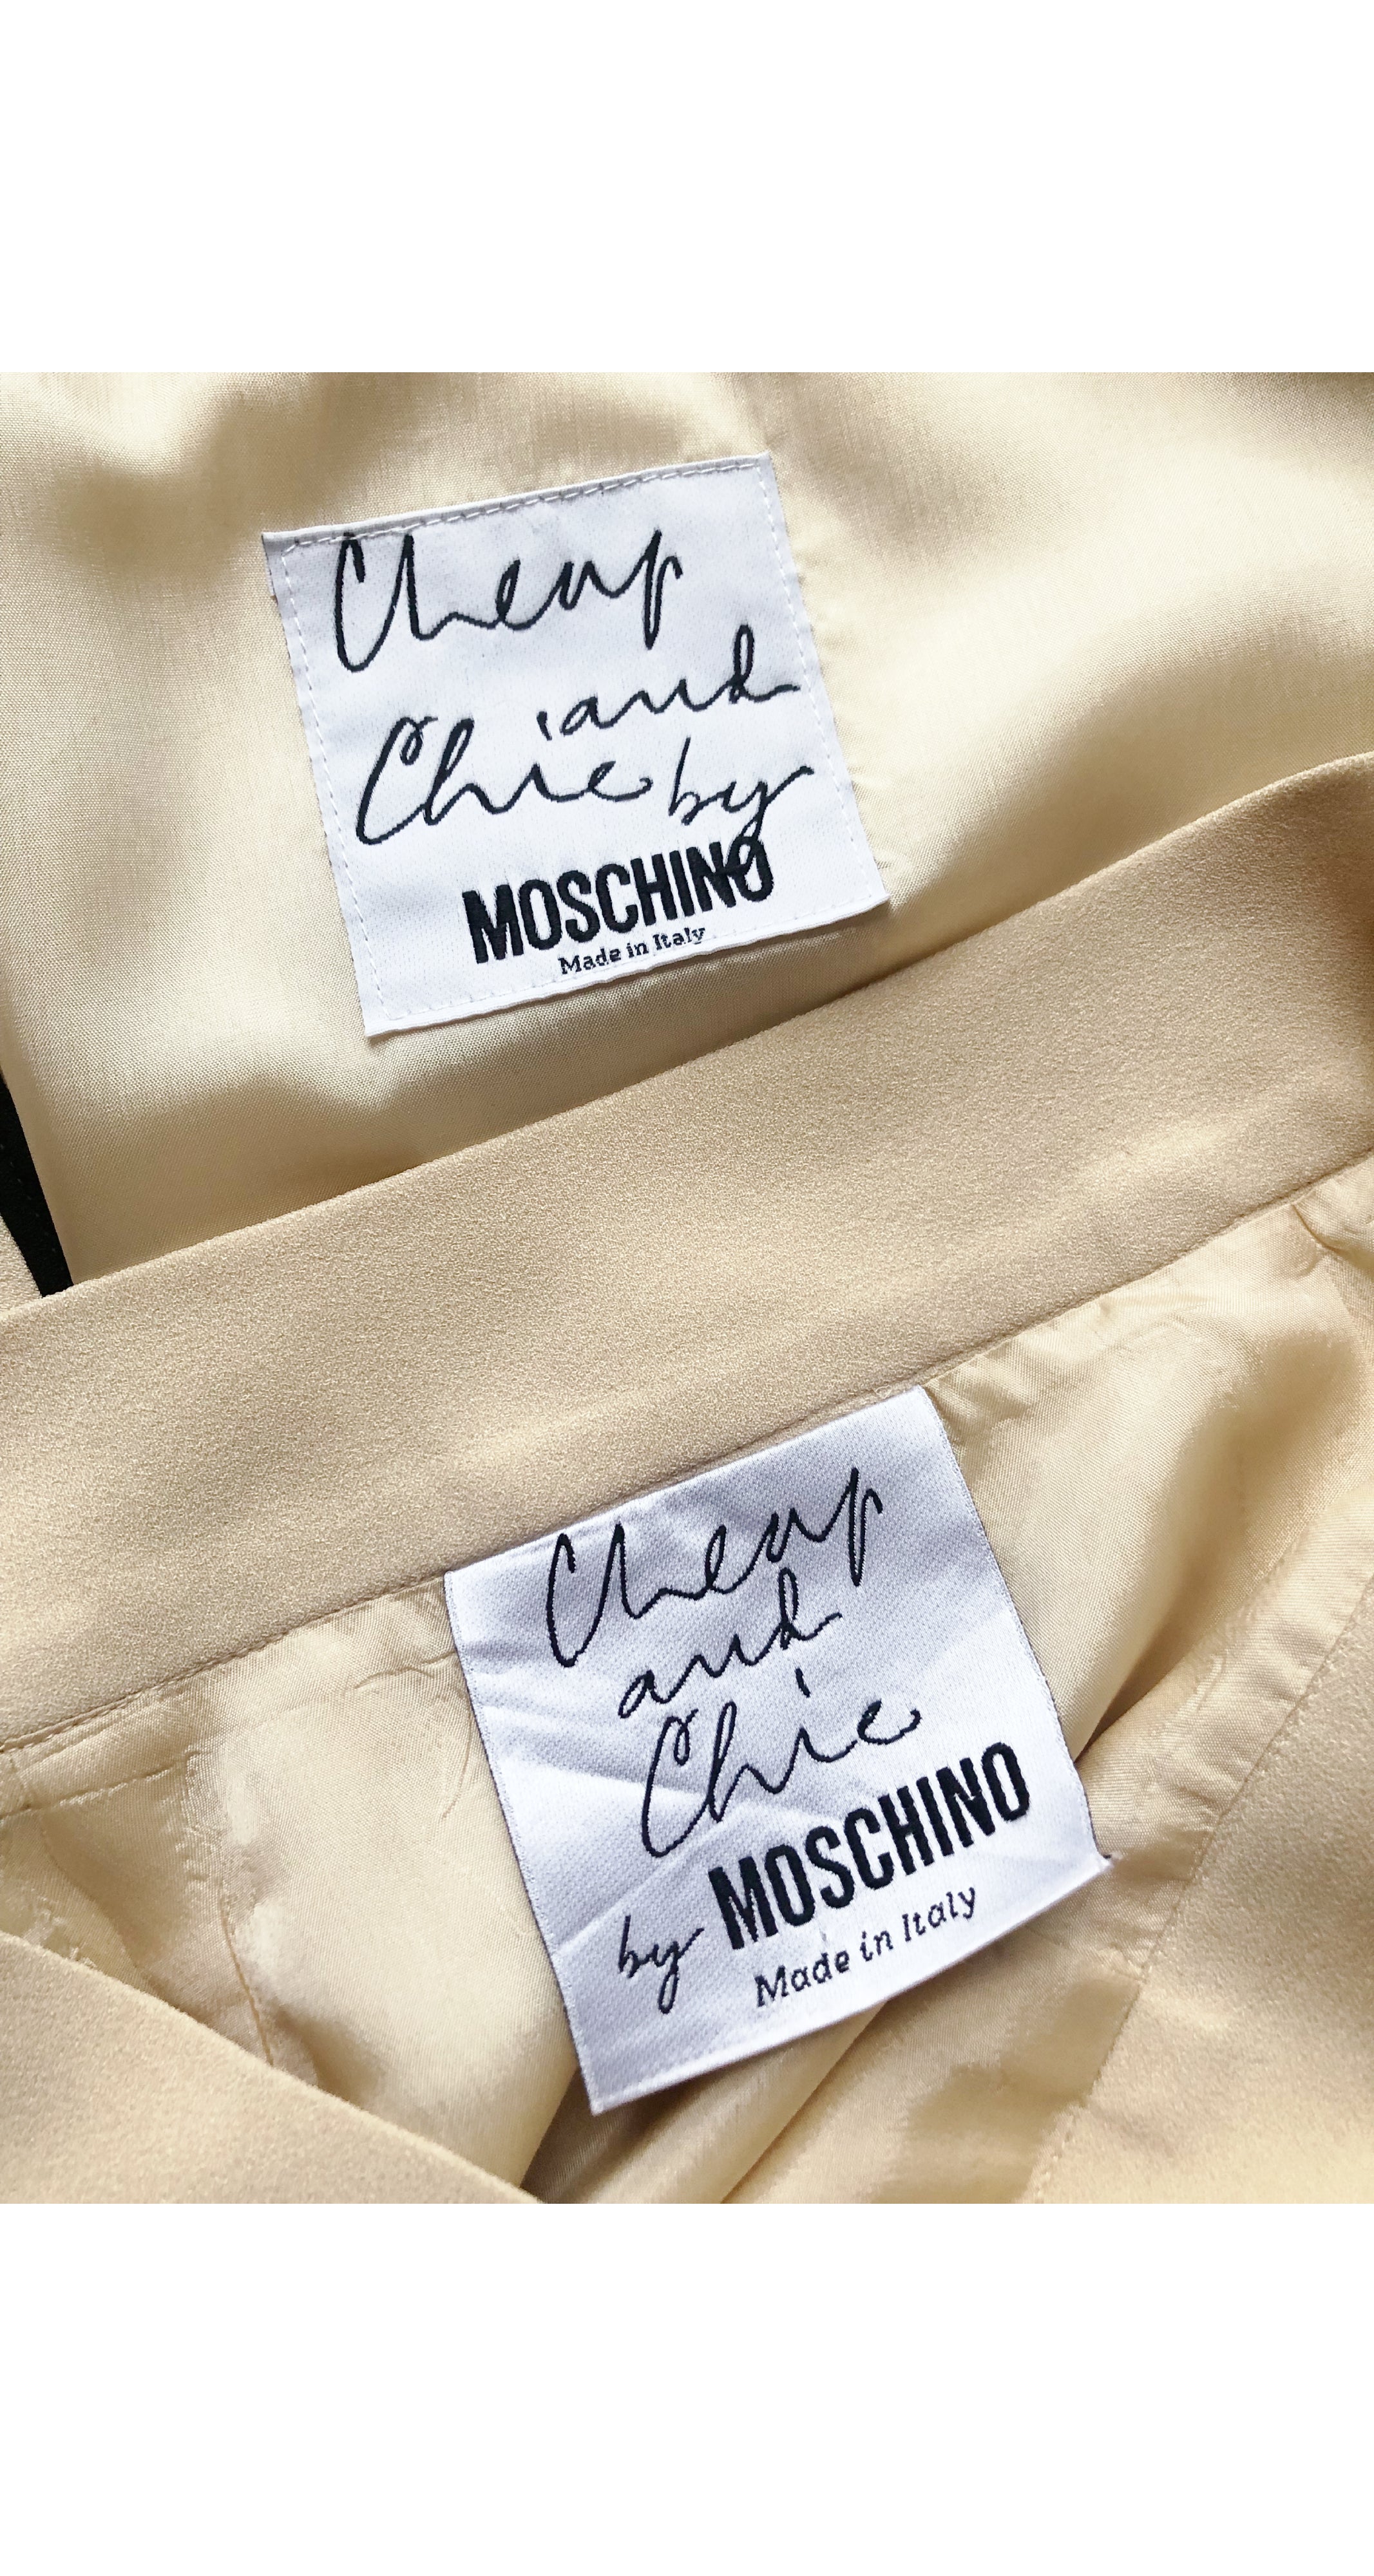 Cheap
and
Chic by
MOSCHINO
Made in Italy
Cheap
and
Chic
by MOSCHINO
Made in Italy